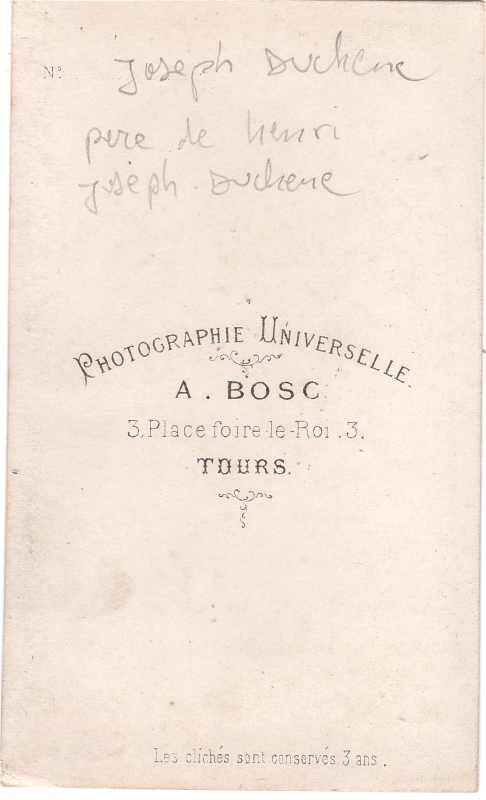 Nº
Joseph Duchene
pere de henri
Joseph. Duchene
PHOTOGRAPHIE UNIVERSELLE.
A. BOSC
3, Place foire-le-Roi. 3.
TOURS.
Les clichés sont conservés 3 ans.